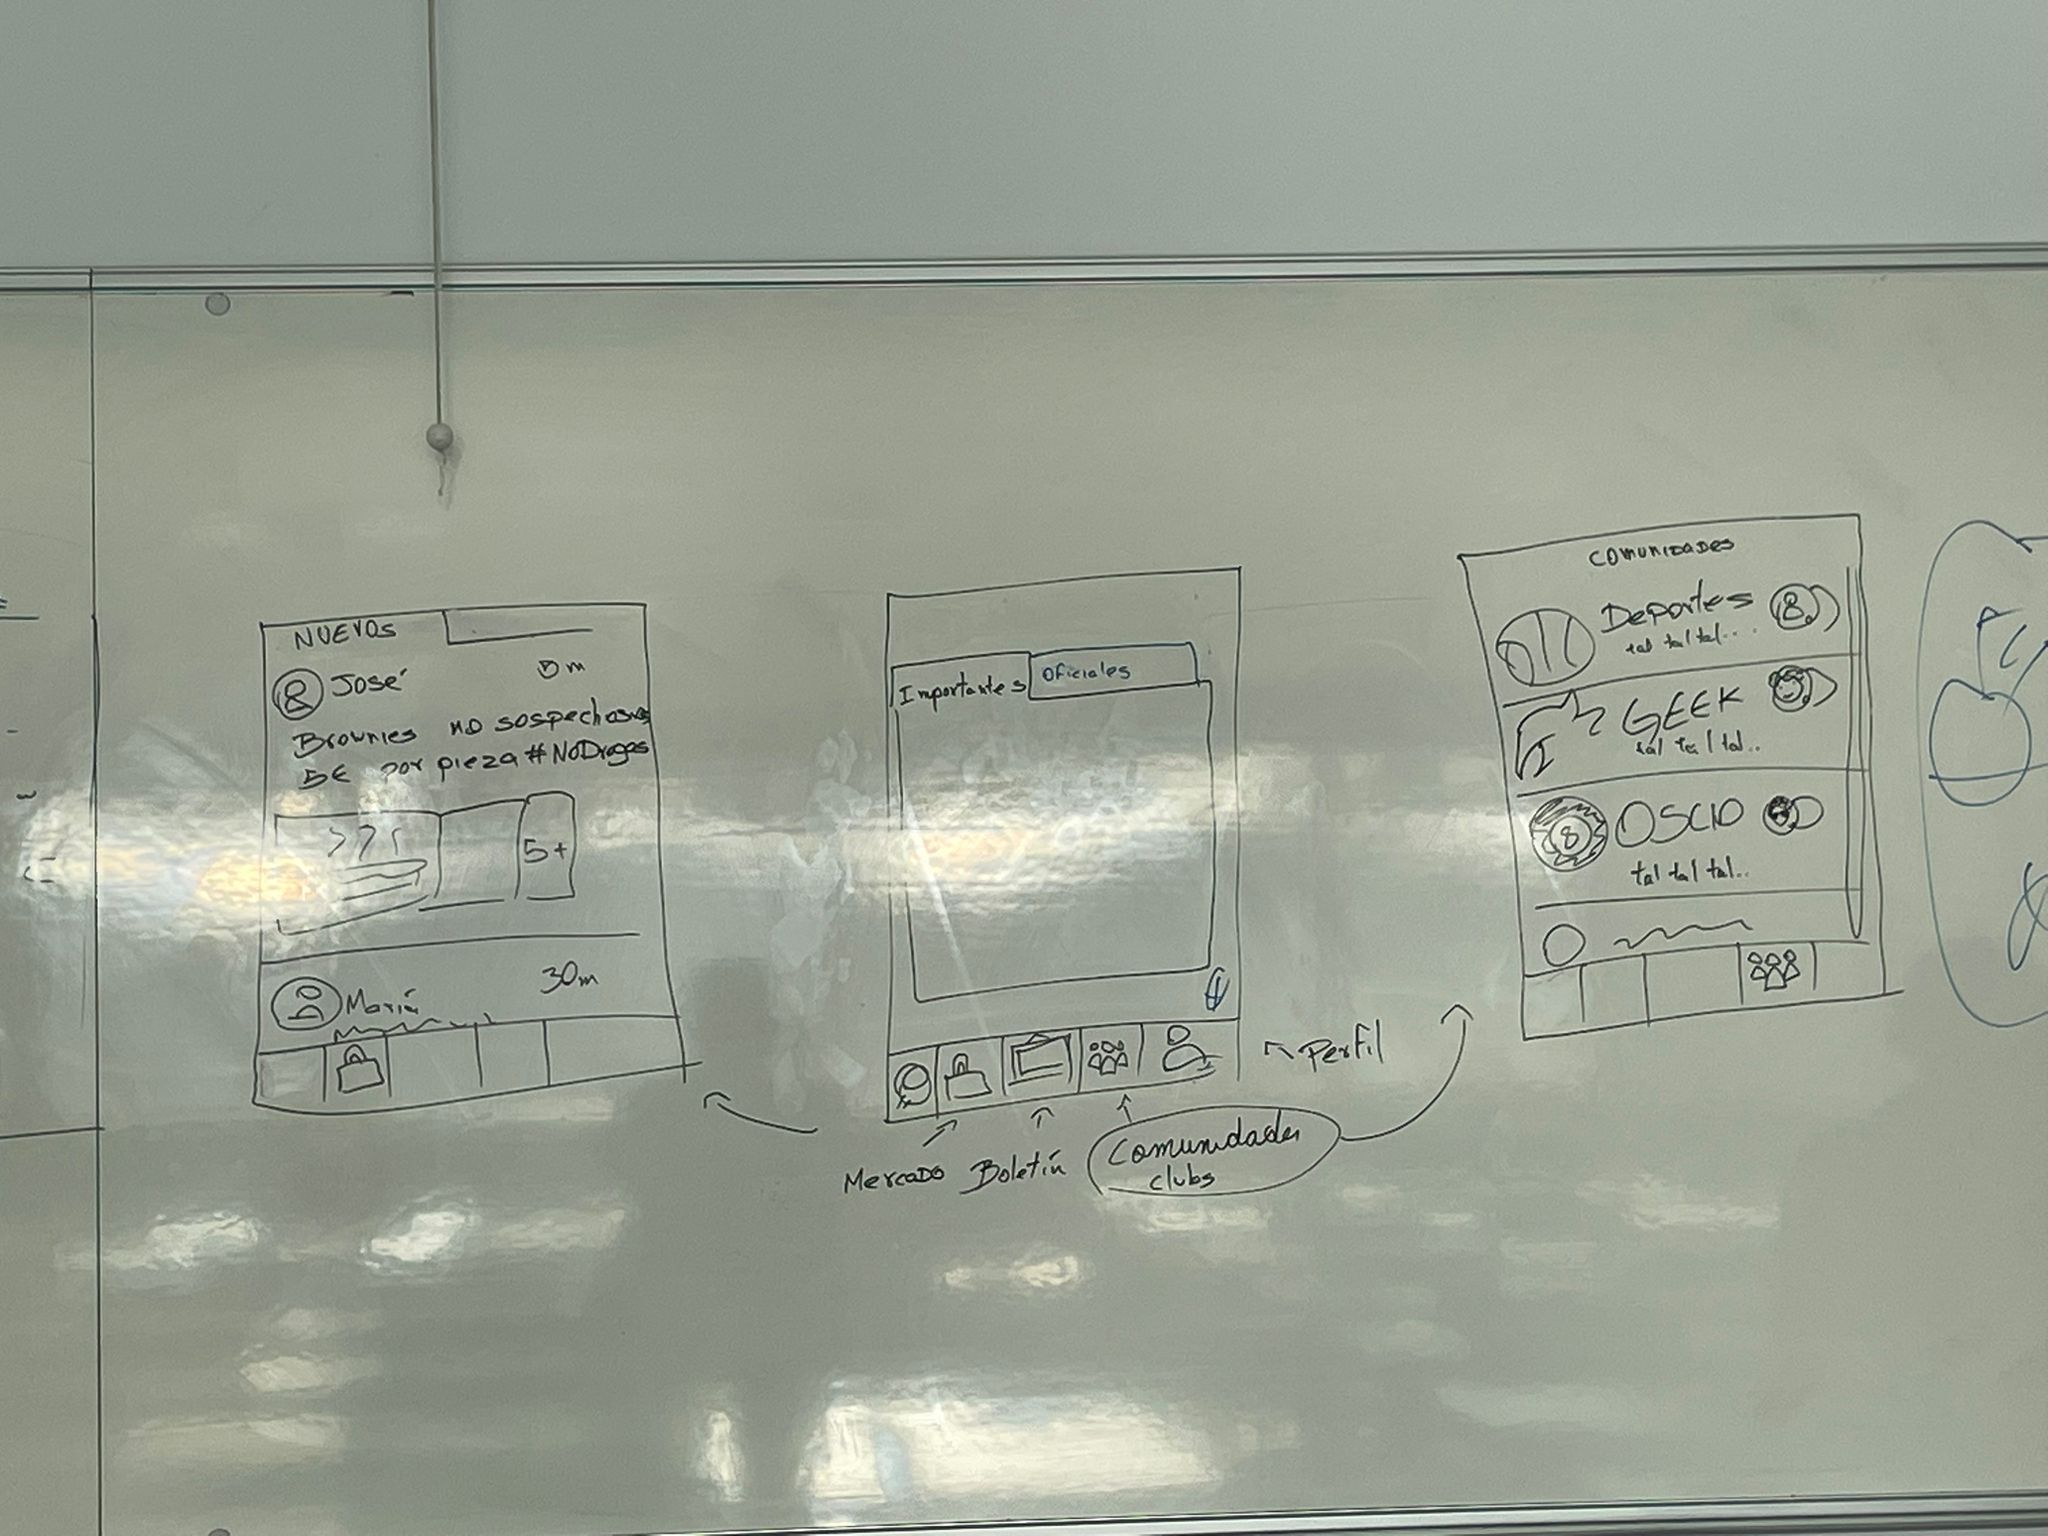 NUEVOS
José
5m
Brownies no sospechosos
5€ por pieza #NoDrogas
5+
María
30m
Importantes
Oficiales
Perfil
Mercado
Boletín
Comunidades
clubs
COMUNIDADES
Deportes
tal tal tal...
GEEK
tal tal tal..
OSCIO
tal tal tal..